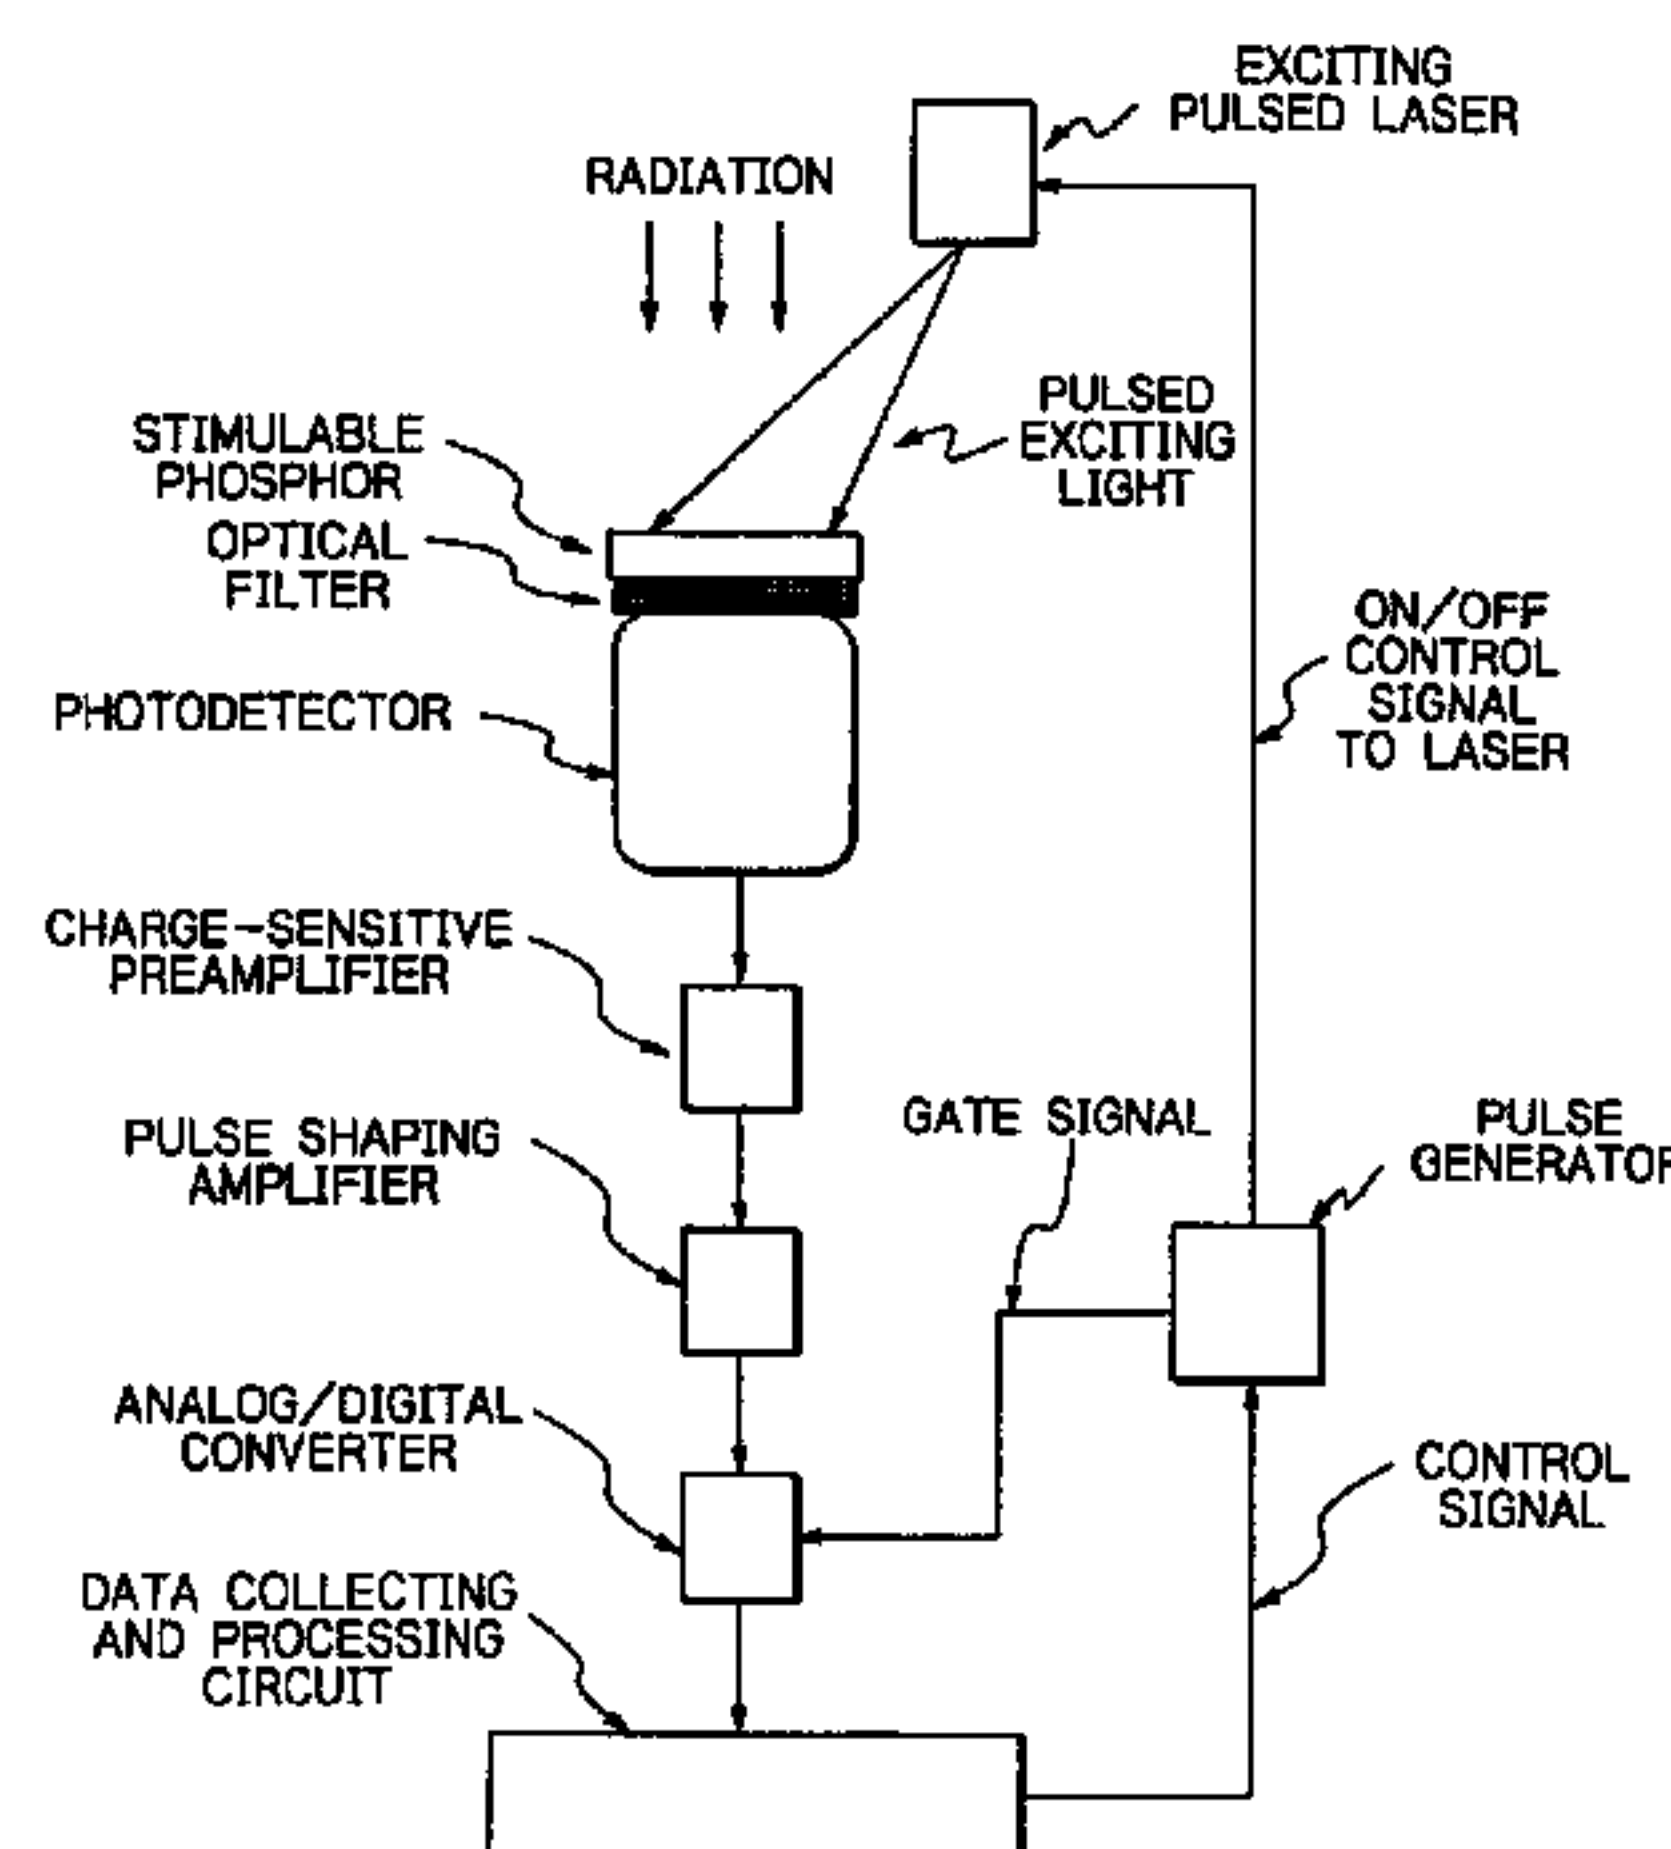 EXCITING
PULSED LASER
RADIATION
PULSED
EXCITING
LIGHT
STIMULABLE
PHOSPHOR
OPTICAL
FILTER
ON/OFF
CONTROL
SIGNAL
TO LASER
PHOTODETECTOR
CHARGE-SENSITIVE
PREAMPLIFIER
GATE SIGNAL
PULSE
GENERATOR
PULSE SHAPING
AMPLIFIER
ANALOG/DIGITAL
CONVERTER
CONTROL
SIGNAL
DATA COLLECTING
AND PROCESSING
CIRCUIT